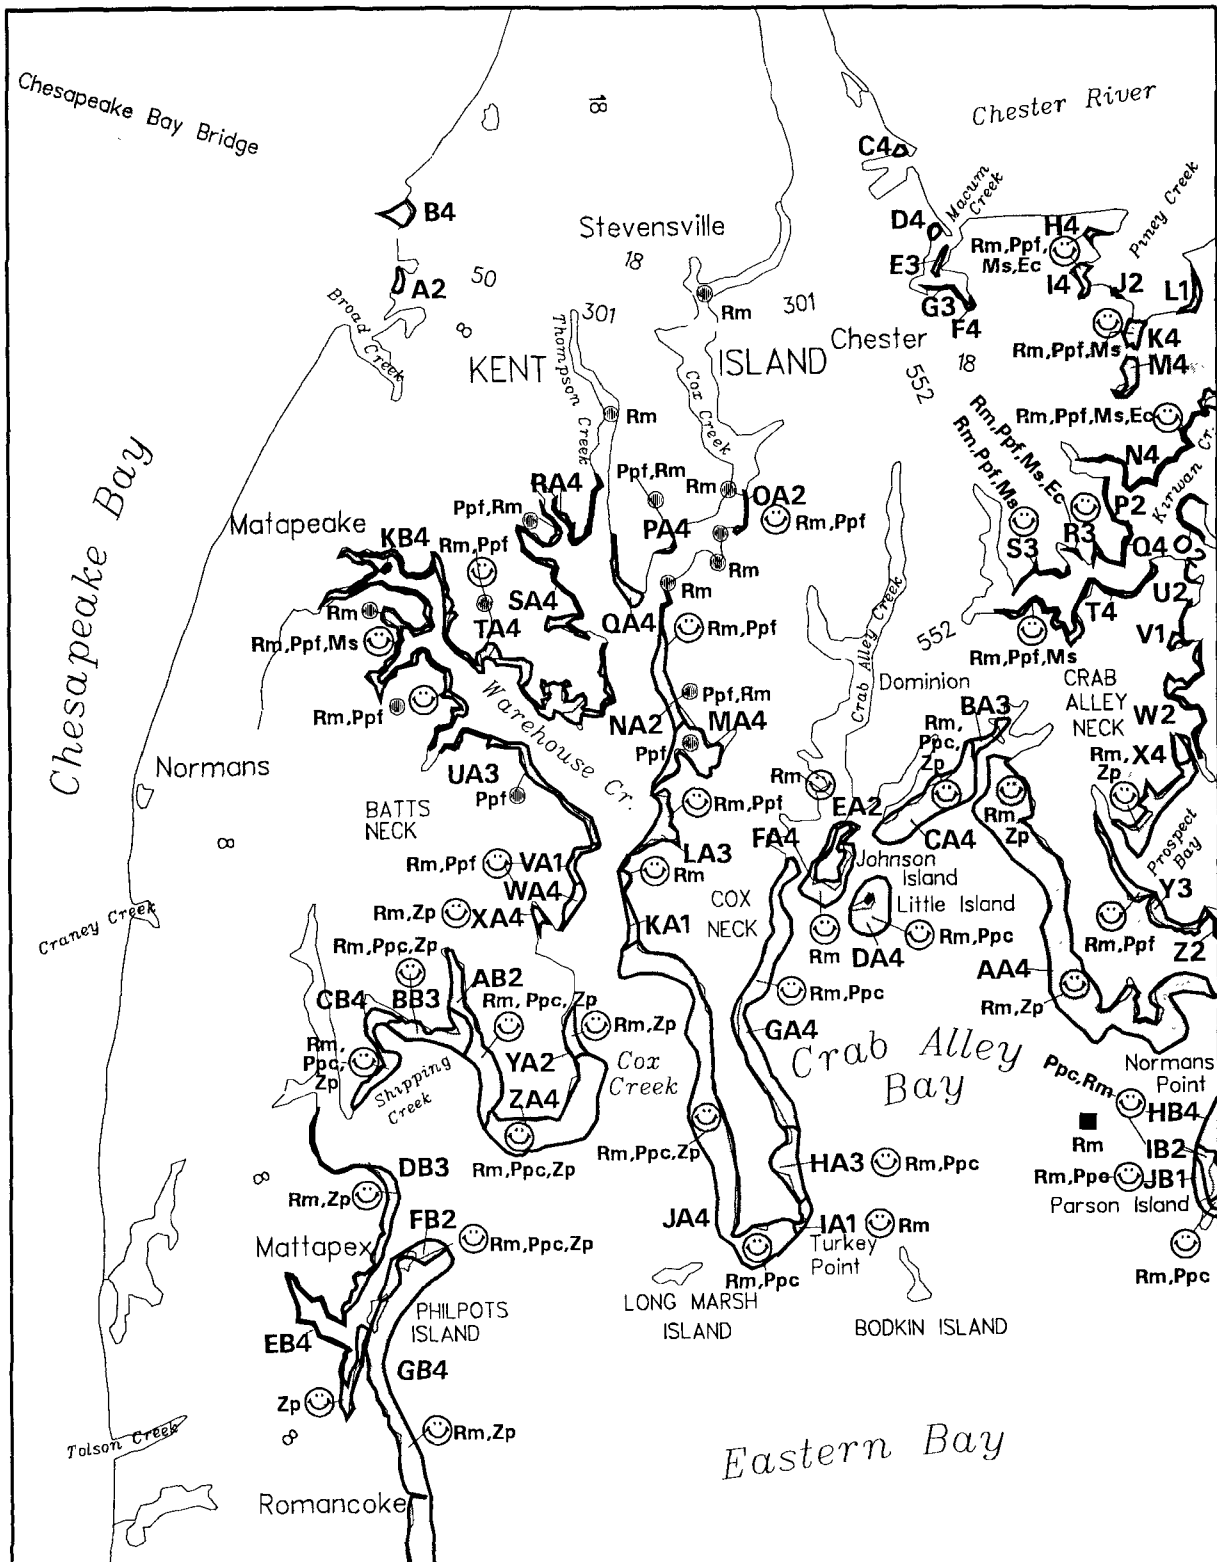 Chesapeake Bay Bridge
18
Chester River
C4
Macum
Creek
B4
D4
H4
Piney Creek
Stevensville
18
Rm,Ppf,
Ms,Ec
E3
A2
50
I4
J2
L1
Broad Creek
8
301
Rm
301
G3
F4
Thompson Creek
KENT ISLAND
Chester
18
K4
Rm,Ppf,Ms
M4
Cox Creek
552
Rm
Rm,Ppf,Ms,Ec
Rm,Ppf,Ms,Ec
Rm,Ppf,Ms
N4
Kirwan Cr.
Chesapeake Bay
RA4
Ppf,Rm
Rm
OA2
P2
Matapeake
Ppf,Rm
PA4
Rm,Ppf
R3
S3
Q4
O2
KB4
Rm,Ppf
Rm
Rm
U2
SA4
Rm
TA4
QA4
Rm,Ppf
T4
Crab Alley Creek
552
V1
Rm,Ppf,Ms
Rm,Ppf,Ms
Dominion
CRAB
ALLEY
NECK
Rm,Ppf
Warehouse Cr.
Ppf,Rm
NA2
MA4
BA3
W2
Rm,
Ppc,
Zp
Ppf
Rm,
Zp
X4
Normans
UA3
Ppf
Rm
BATTS
NECK
Rm,Ppf
EA2
Rm,
Zp
8
FA4
CA4
Prospect
Bay
LA3
Johnson
Island
Rm,Ppf
VA1
Rm
WA4
Y3
Craney Creek
Rm,Zp
XA4
KA1
COX
NECK
Little Island
Rm,Ppc
Rm,Ppf
Z2
Rm
DA4
Rm,Ppc,Zp
AB2
AA4
CB4
BB3
Rm,Ppc,Zp
Rm,Ppc
Rm,Zp
Rm,Zp
GA4
Rm,
Ppc,
Zp
YA2
Cox
Creek
Crab Alley
Bay
Normans
Point
Shipping
Creek
ZA4
Ppc,Rm
HB4
Rm
IB2
Rm,Ppc,Zp
Rm,Ppc,Zp
HA3
Rm,Ppc
Rm,Ppc
JB1
8
DB3
Rm,Zp
Parson Island
JA4
IA1
Rm
FB2
Rm,Ppc,Zp
Mattapex
Turkey
Point
Rm,Ppc
Rm,Ppc
LONG MARSH
ISLAND
PHILPOTS
ISLAND
BODKIN ISLAND
EB4
GB4
Zp
8
Rm,Zp
Tolson Creek
Eastern Bay
Romancoke